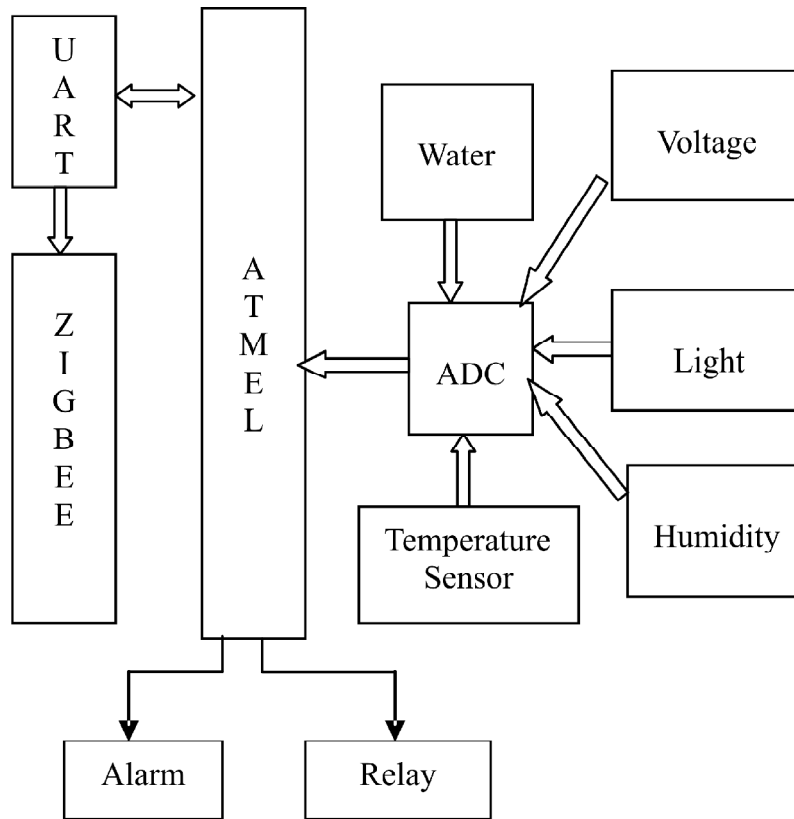 UART
ZIGBEE
ATMEL
Water
Voltage
ADC
Light
Temperature
Sensor
Humidity
Alarm
Relay